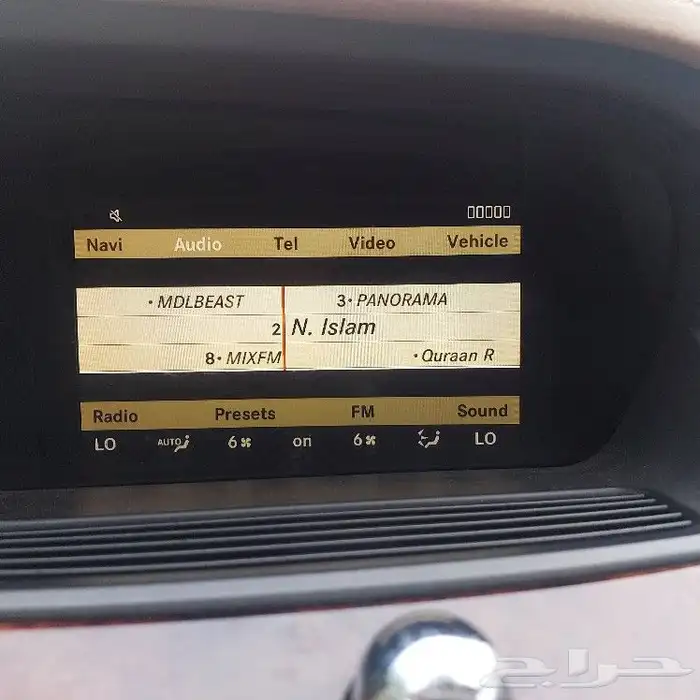 Navi Audio Tel Video Vehicle
• MDLBEAST 3• PANORAMA
2 N. Islam
8• MIXFM • Quraan R
Radio Presets FM Sound
LO AUTO 6 on 6 LO
حراج